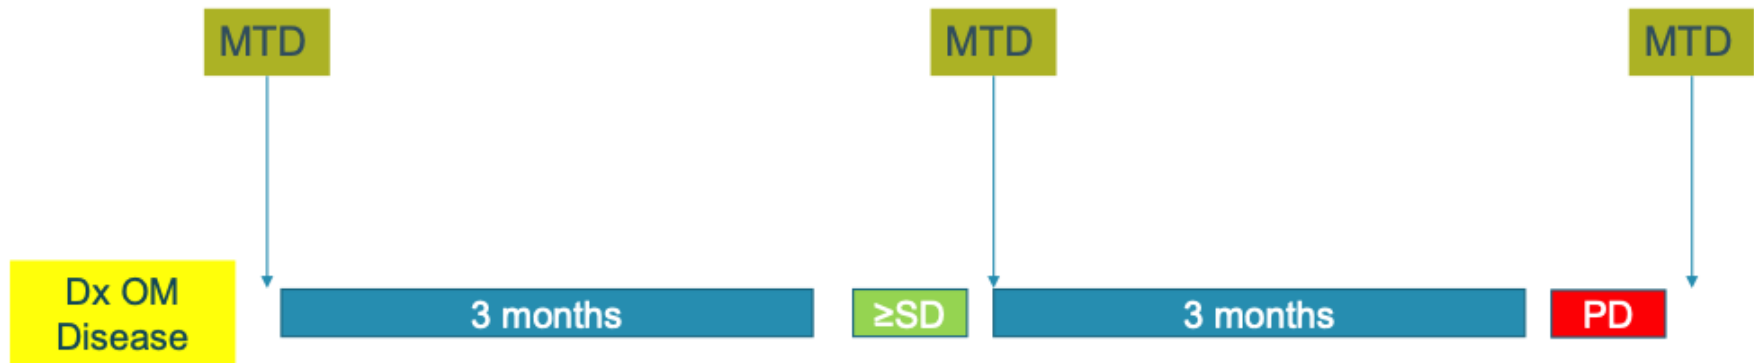 MTD
MTD
MTD
Dx OM
Disease
3 months
≥SD
3 months
PD